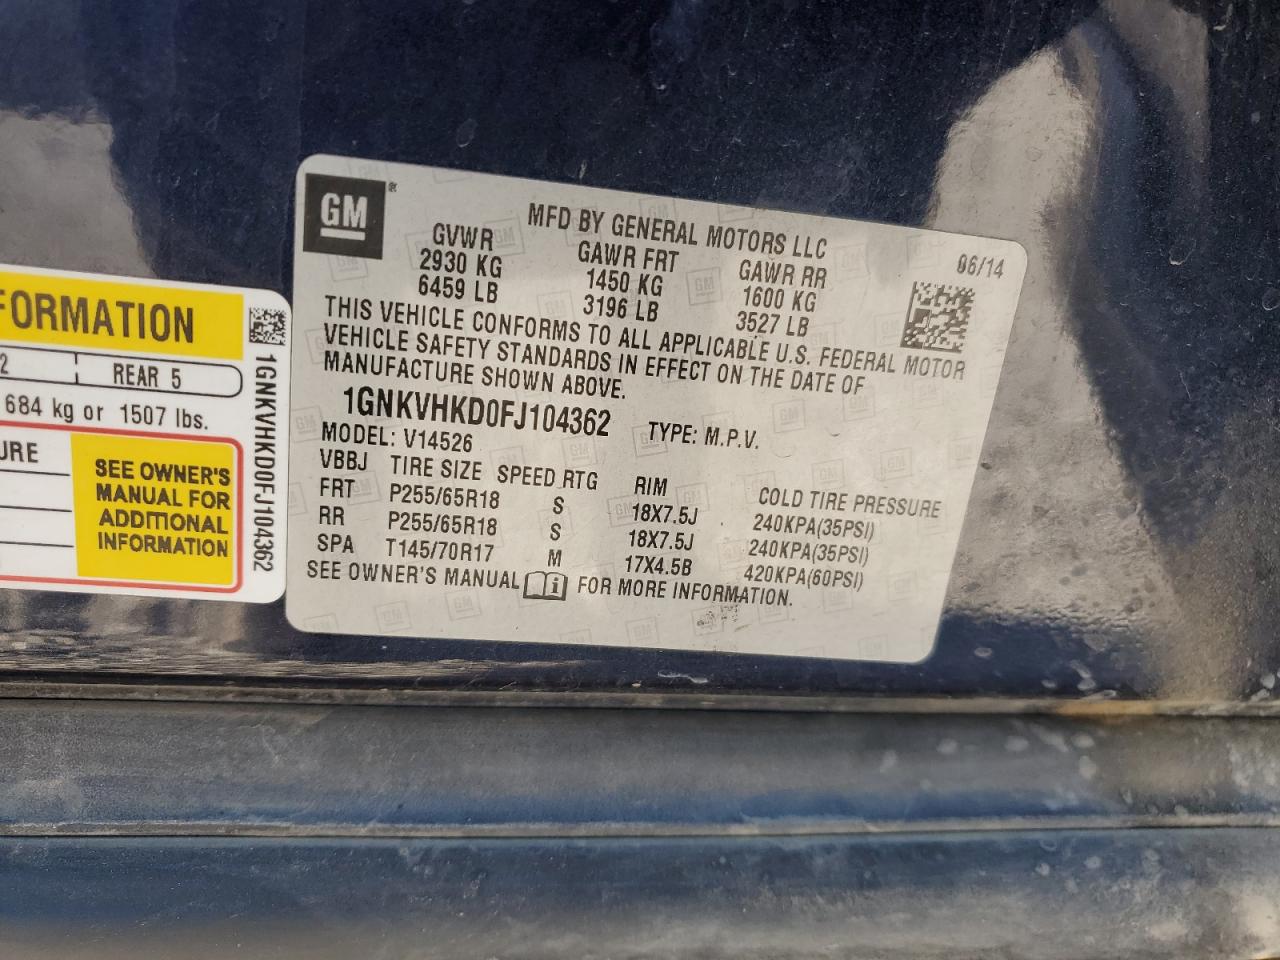 GM®
MFD BY GENERAL MOTORS LLC
06/14
GVWR GAWR FRT GAWR RR
2930 KG 1450 KG 1600 KG
6459 LB 3196 LB 3527 LB
THIS VEHICLE CONFORMS TO ALL APPLICABLE U.S. FEDERAL MOTOR
VEHICLE SAFETY STANDARDS IN EFFECT ON THE DATE OF
MANUFACTURE SHOWN ABOVE.
1GNKVHKD0FJ104362 TYPE: M.P.V.
MODEL: V14526
VBBJ TIRE SIZE SPEED RTG RIM COLD TIRE PRESSURE
FRT P255/65R18 S 18X7.5J 240KPA(35PSI)
RR P255/65R18 S 18X7.5J 240KPA(35PSI)
SPA T145/70R17 M 17X4.5B 420KPA(60PSI)
SEE OWNER'S MANUAL i FOR MORE INFORMATION.
FORMATION
2 REAR 5
684 kg or 1507 lbs.
URE
SEE OWNER'S
MANUAL FOR
ADDITIONAL
INFORMATION
1GNKVHKD0FJ104362